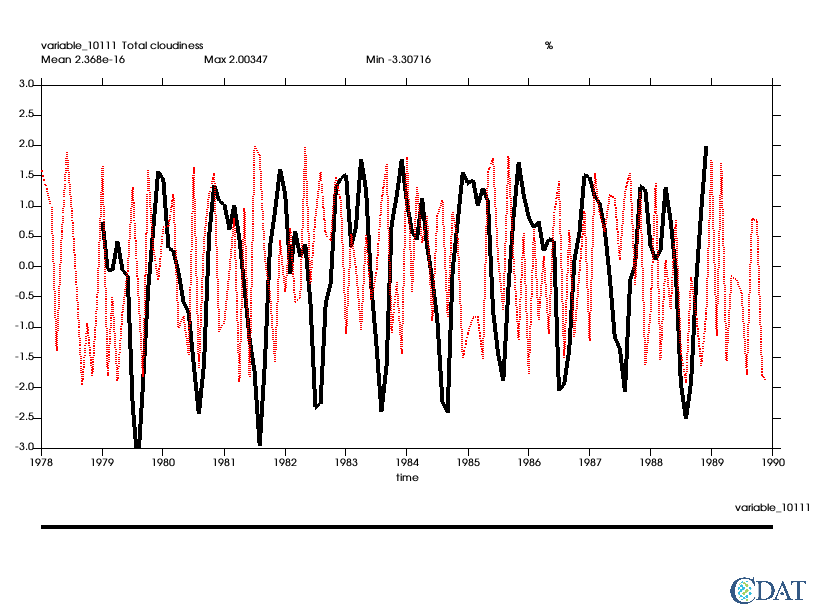 variable_10111 Total cloudiness %
Mean 2.368e-16 Max 2.00347 Min -3.30716
3.0
2.5
2.0
1.5
1.0
0.5
0.0
-0.5
-1.0
-1.5
-2.0
-2.5
-3.0
1978 1979 1980 1981 1982 1983 1984 1985 1986 1987 1988 1989 1990
time
variable_10111
CDAT